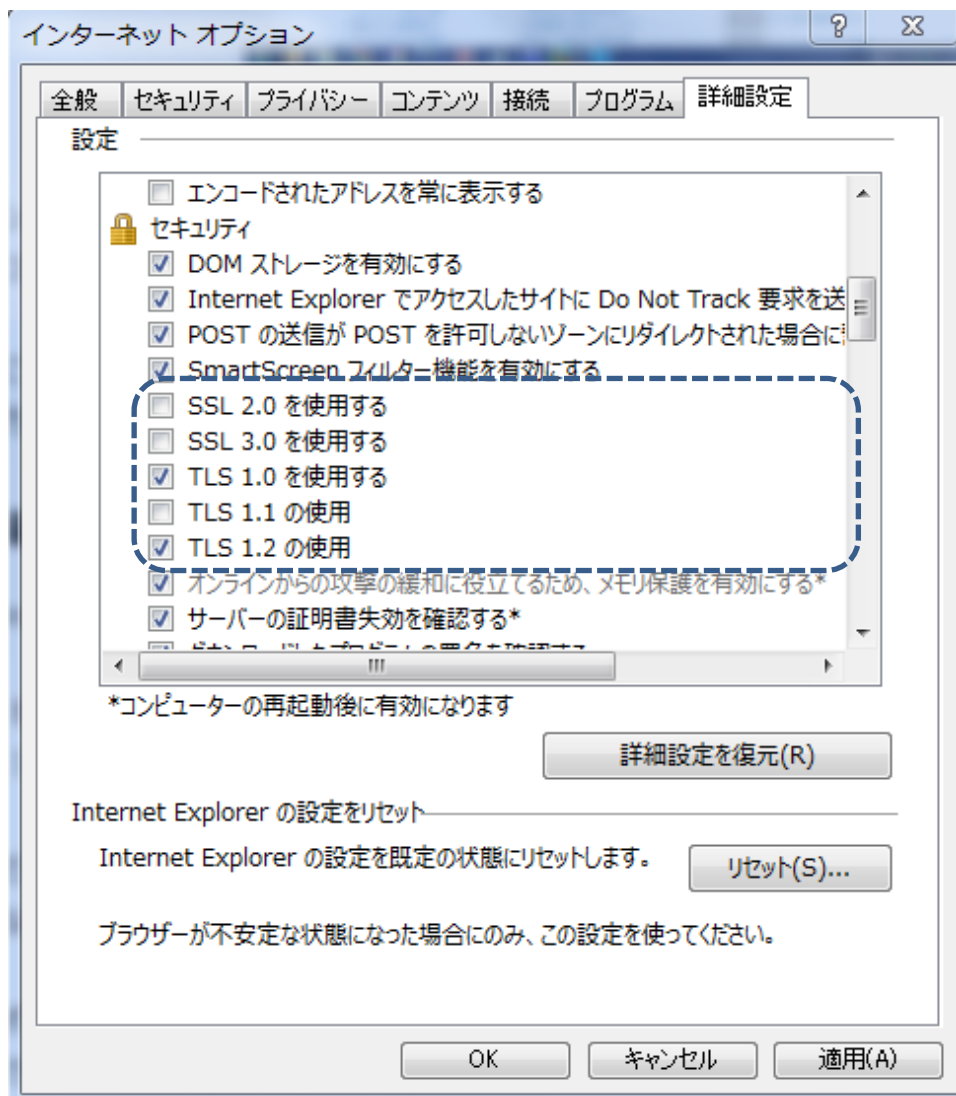 インターネット オプション
全般 セキュリティ プライバシー コンテンツ 接続 プログラム 詳細設定
設定
エンコードされたアドレスを常に表示する
セキュリティ
DOM ストレージを有効にする
Internet Explorer でアクセスしたサイトに Do Not Track 要求を送
POST の送信が POST を許可しないゾーンにリダイレクトされた場合に
SmartScreen フィルター機能を有効にする
SSL 2.0 を使用する
SSL 3.0 を使用する
TLS 1.0 を使用する
TLS 1.1 の使用
TLS 1.2 の使用
オンラインからの攻撃の緩和に役立てるため、メモリ保護を有効にする*
サーバーの証明書失効を確認する*
*コンピューターの再起動後に有効になります
詳細設定を復元(R)
Internet Explorer の設定をリセット
Internet Explorer の設定を既定の状態にリセットします。
リセット(S)...
ブラウザーが不安定な状態になった場合にのみ、この設定を使ってください。
OK キャンセル 適用(A)